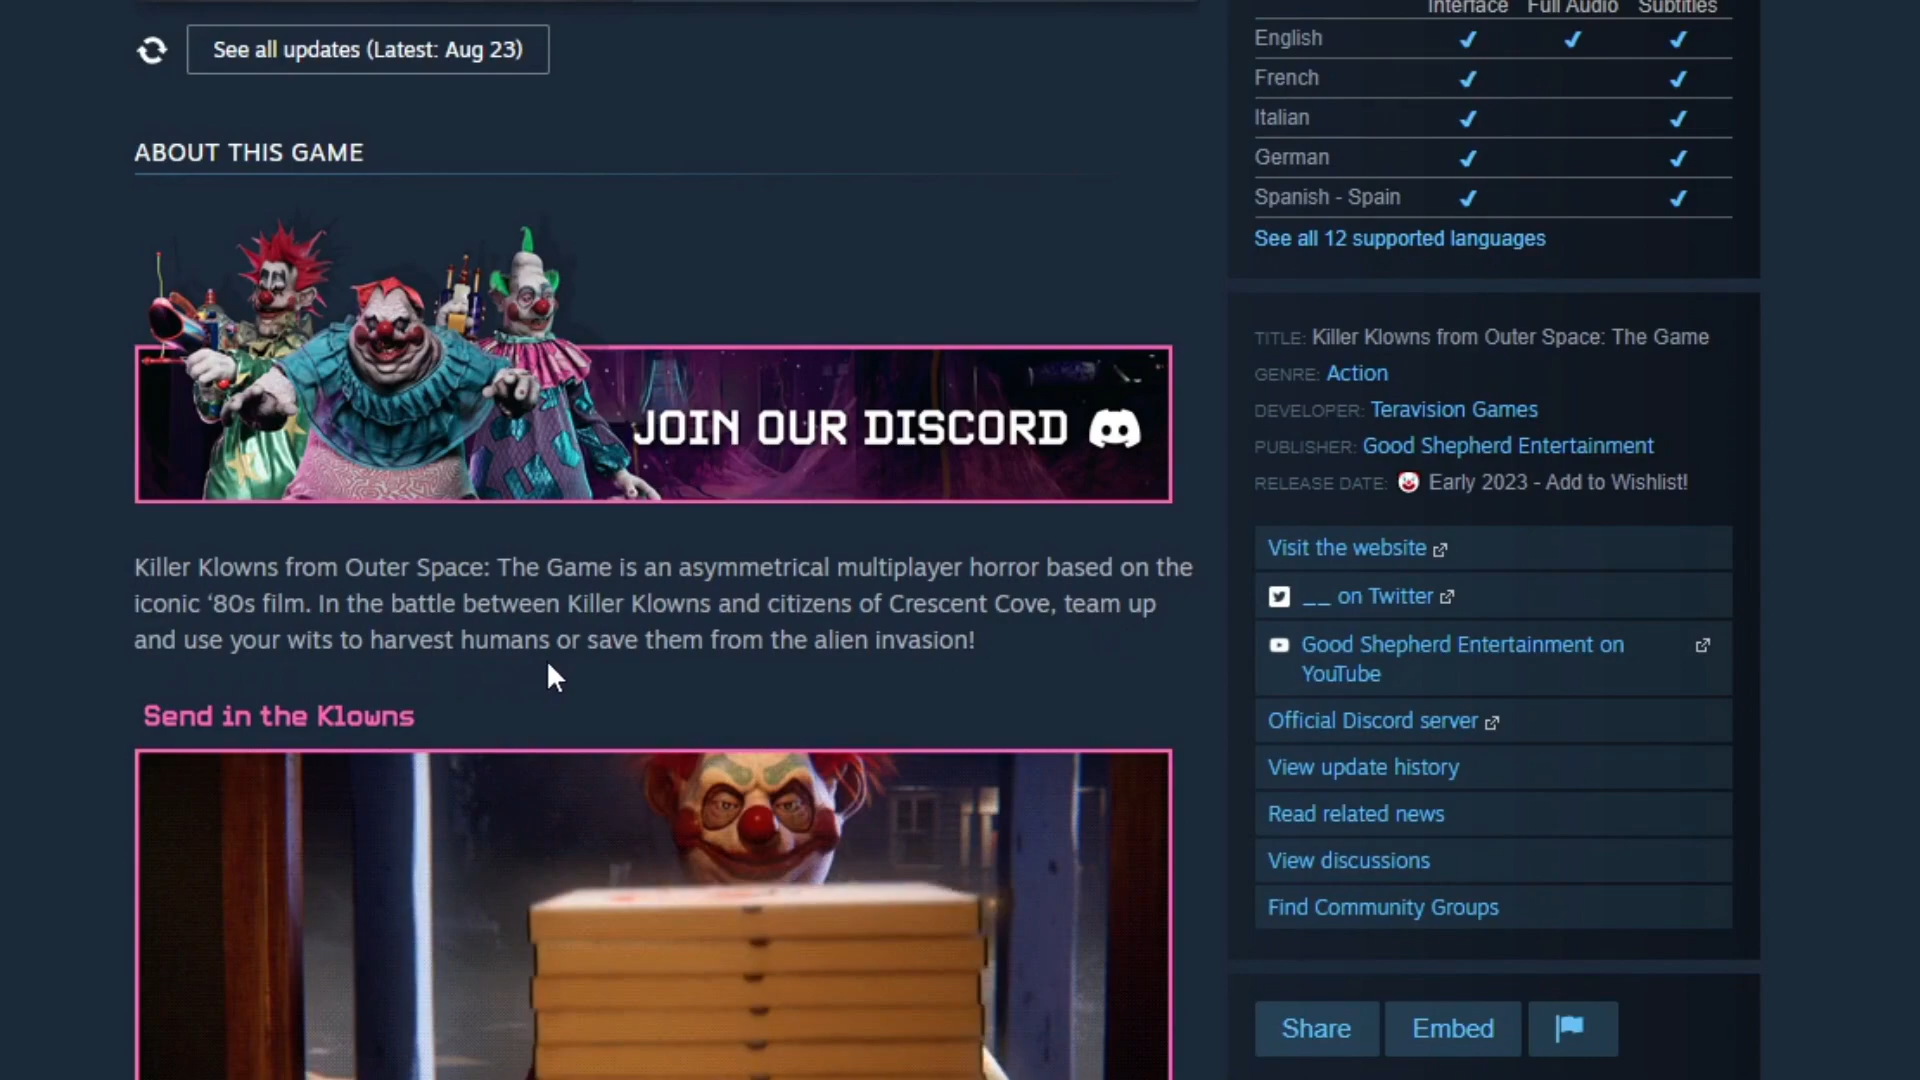 See all updates (Latest: Aug 23)
ABOUT THIS GAME
JOIN OUR DISCORD
Killer Klowns from Outer Space: The Game is an asymmetrical multiplayer horror based on the
iconic ‘80s film. In the battle between Killer Klowns and citizens of Crescent Cove, team up
and use your wits to harvest humans or save them from the alien invasion!
Send in the Klowns
Interface Full Audio Subtitles
English
French
Italian
German
Spanish - Spain
See all 12 supported languages
TITLE: Killer Klowns from Outer Space: The Game
GENRE: Action
DEVELOPER: Teravision Games
PUBLISHER: Good Shepherd Entertainment
RELEASE DATE: Early 2023 - Add to Wishlist!
Visit the website
__ on Twitter
Good Shepherd Entertainment on
YouTube
Official Discord server
View update history
Read related news
View discussions
Find Community Groups
Share Embed